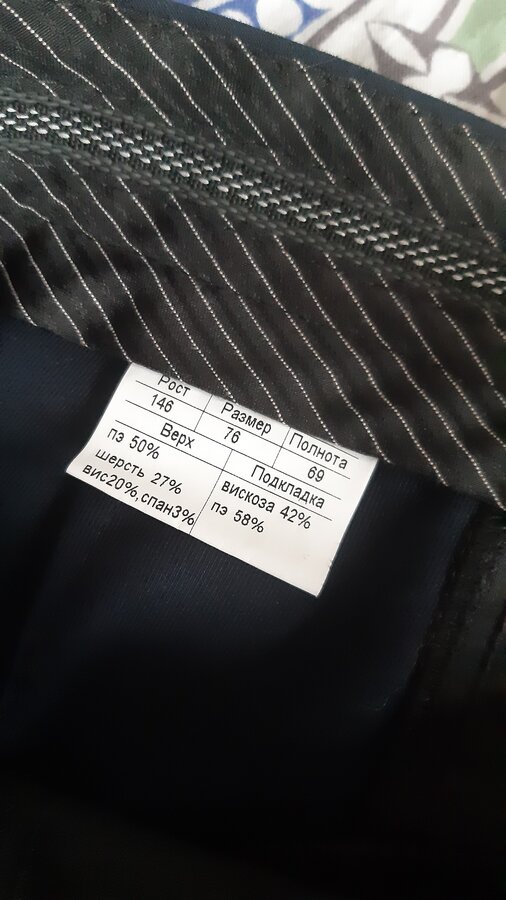 Рост Размер Полнота
146 76 69
Верх Подкладка
пэ 50% вискоза 42%
шерсть 27% пэ 58%
вис20%,спан3%